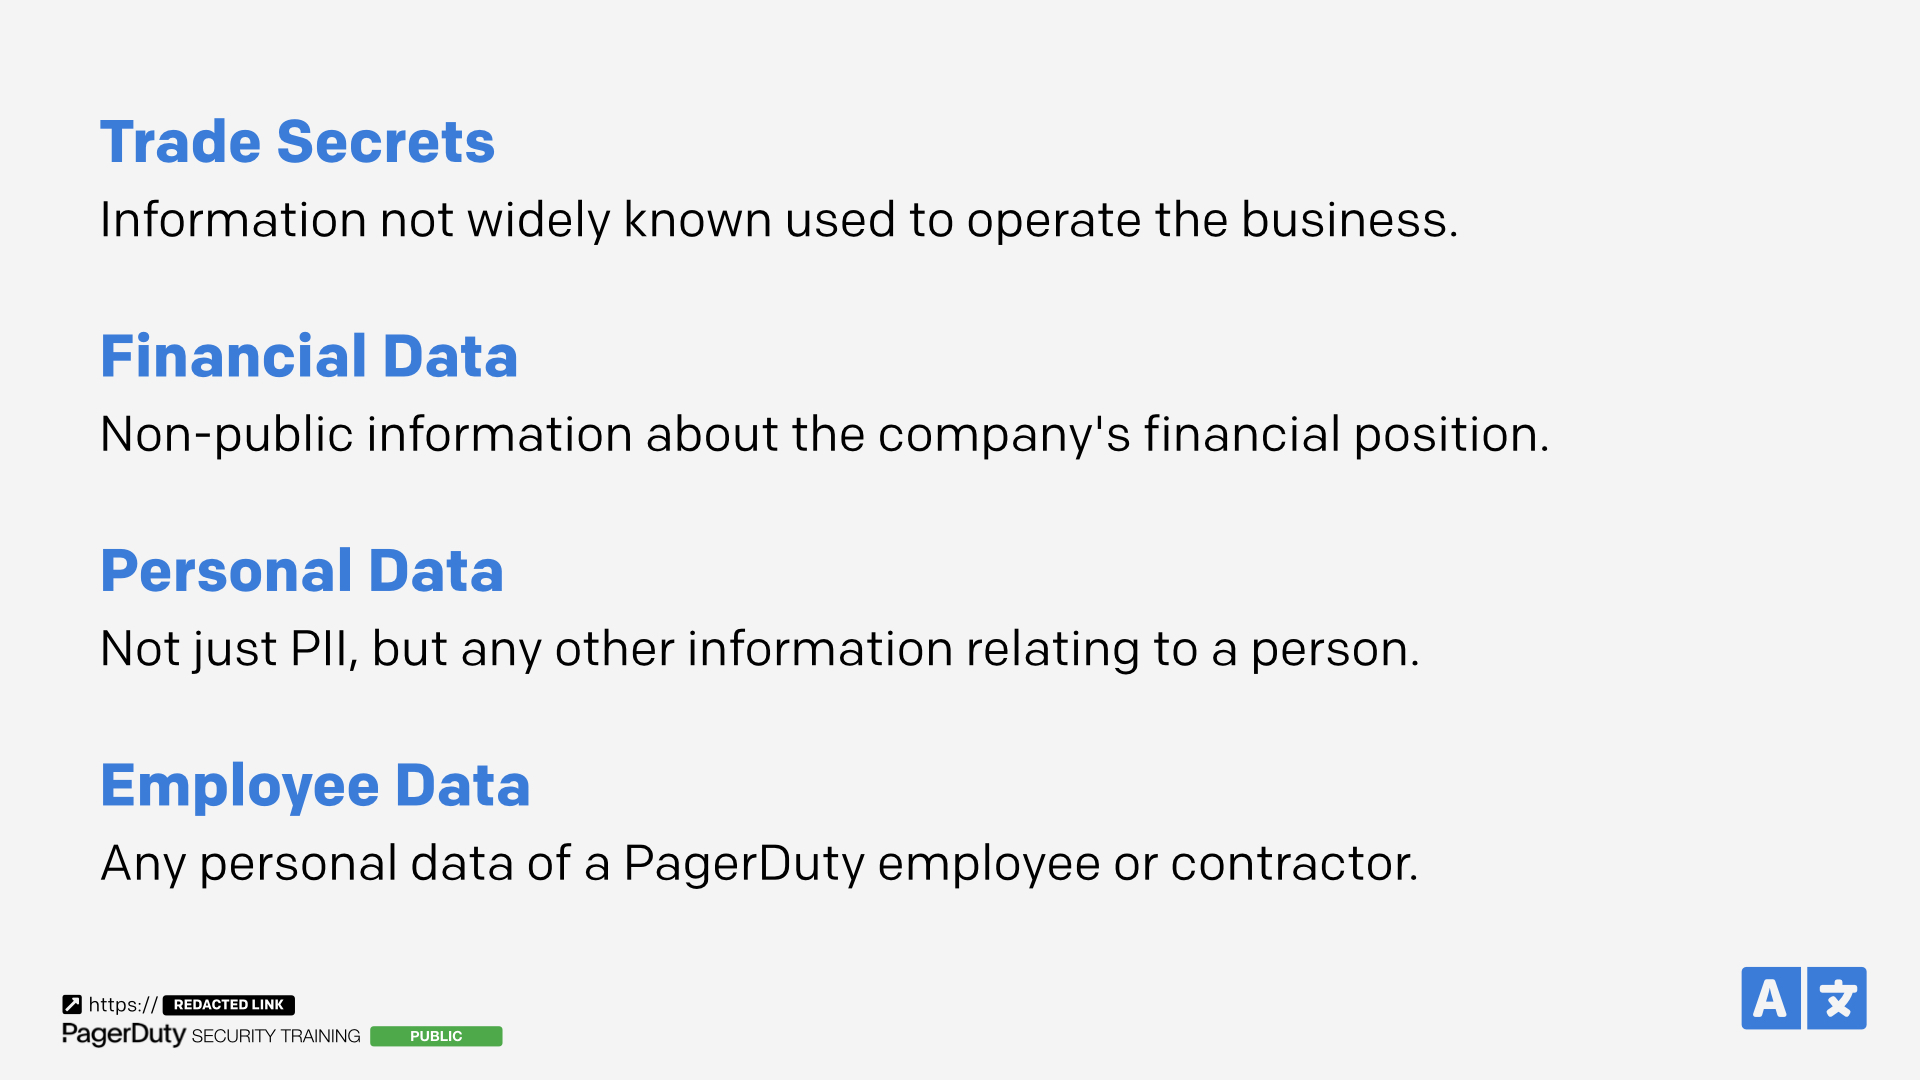 Trade Secrets
Information not widely known used to operate the business.
Financial Data
Non-public information about the company's financial position.
Personal Data
Not just PII, but any other information relating to a person.
Employee Data
Any personal data of a PagerDuty employee or contractor.
https:// REDACTED LINK
PagerDuty SECURITY TRAINING PUBLIC
A 文